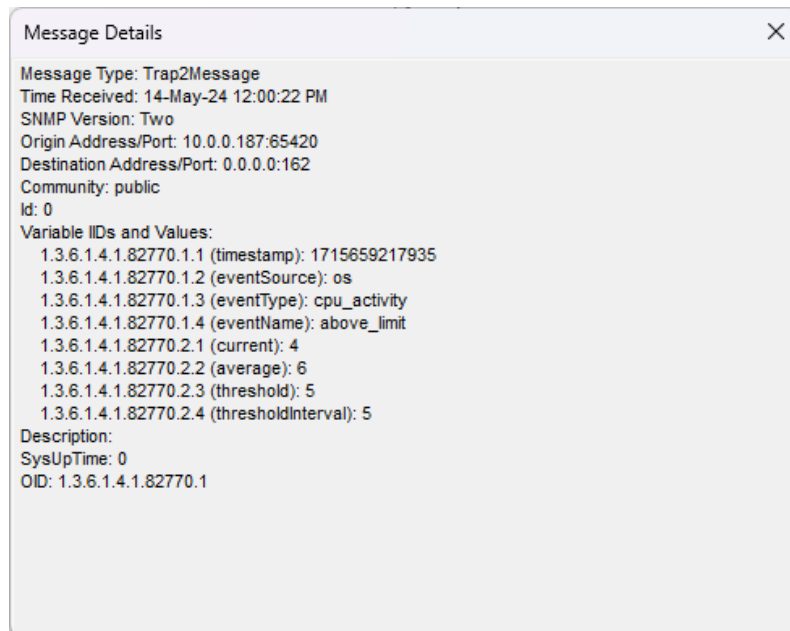 Message Details
Message Type: Trap2Message
Time Received: 14-May-24 12:00:22 PM
SNMP Version: Two
Origin Address/Port: 10.0.0.187:65420
Destination Address/Port: 0.0.0.0:162
Community: public
Id: 0
Variable IIDs and Values:
1.3.6.1.4.1.82770.1.1 (timestamp): 1715659217935
1.3.6.1.4.1.82770.1.2 (eventSource): os
1.3.6.1.4.1.82770.1.3 (eventType): cpu_activity
1.3.6.1.4.1.82770.1.4 (eventName): above_limit
1.3.6.1.4.1.82770.2.1 (current): 4
1.3.6.1.4.1.82770.2.2 (average): 6
1.3.6.1.4.1.82770.2.3 (threshold): 5
1.3.6.1.4.1.82770.2.4 (thresholdInterval): 5
Description:
SysUpTime: 0
OID: 1.3.6.1.4.1.82770.1